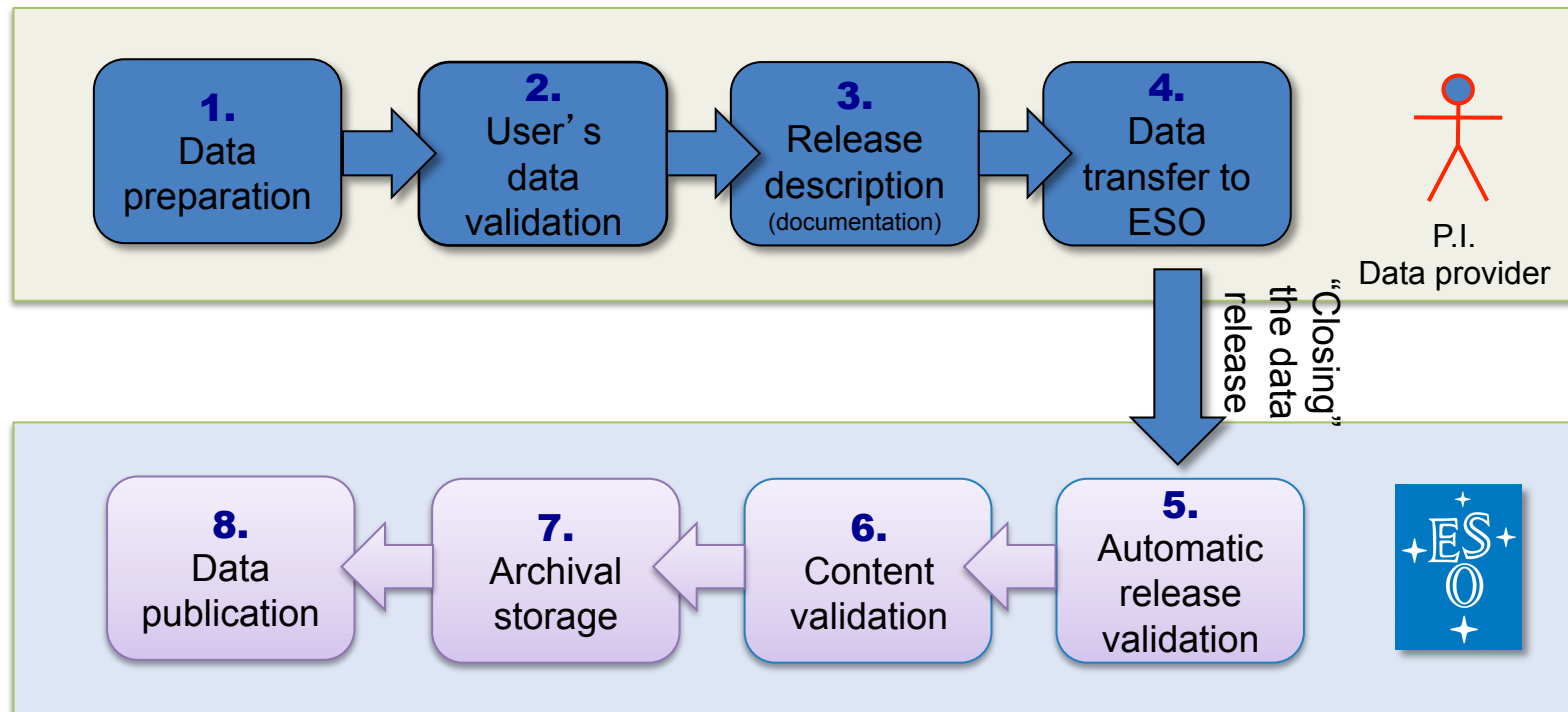 1.
Data
preparation
2.
User’s
data
validation
3.
Release
description
(documentation)
4.
Data
transfer to
ESO
P.I.
Data provider
“Closing”
the data
release
5.
Automatic
release
validation
6.
Content
validation
7.
Archival
storage
8.
Data
publication
ES
O